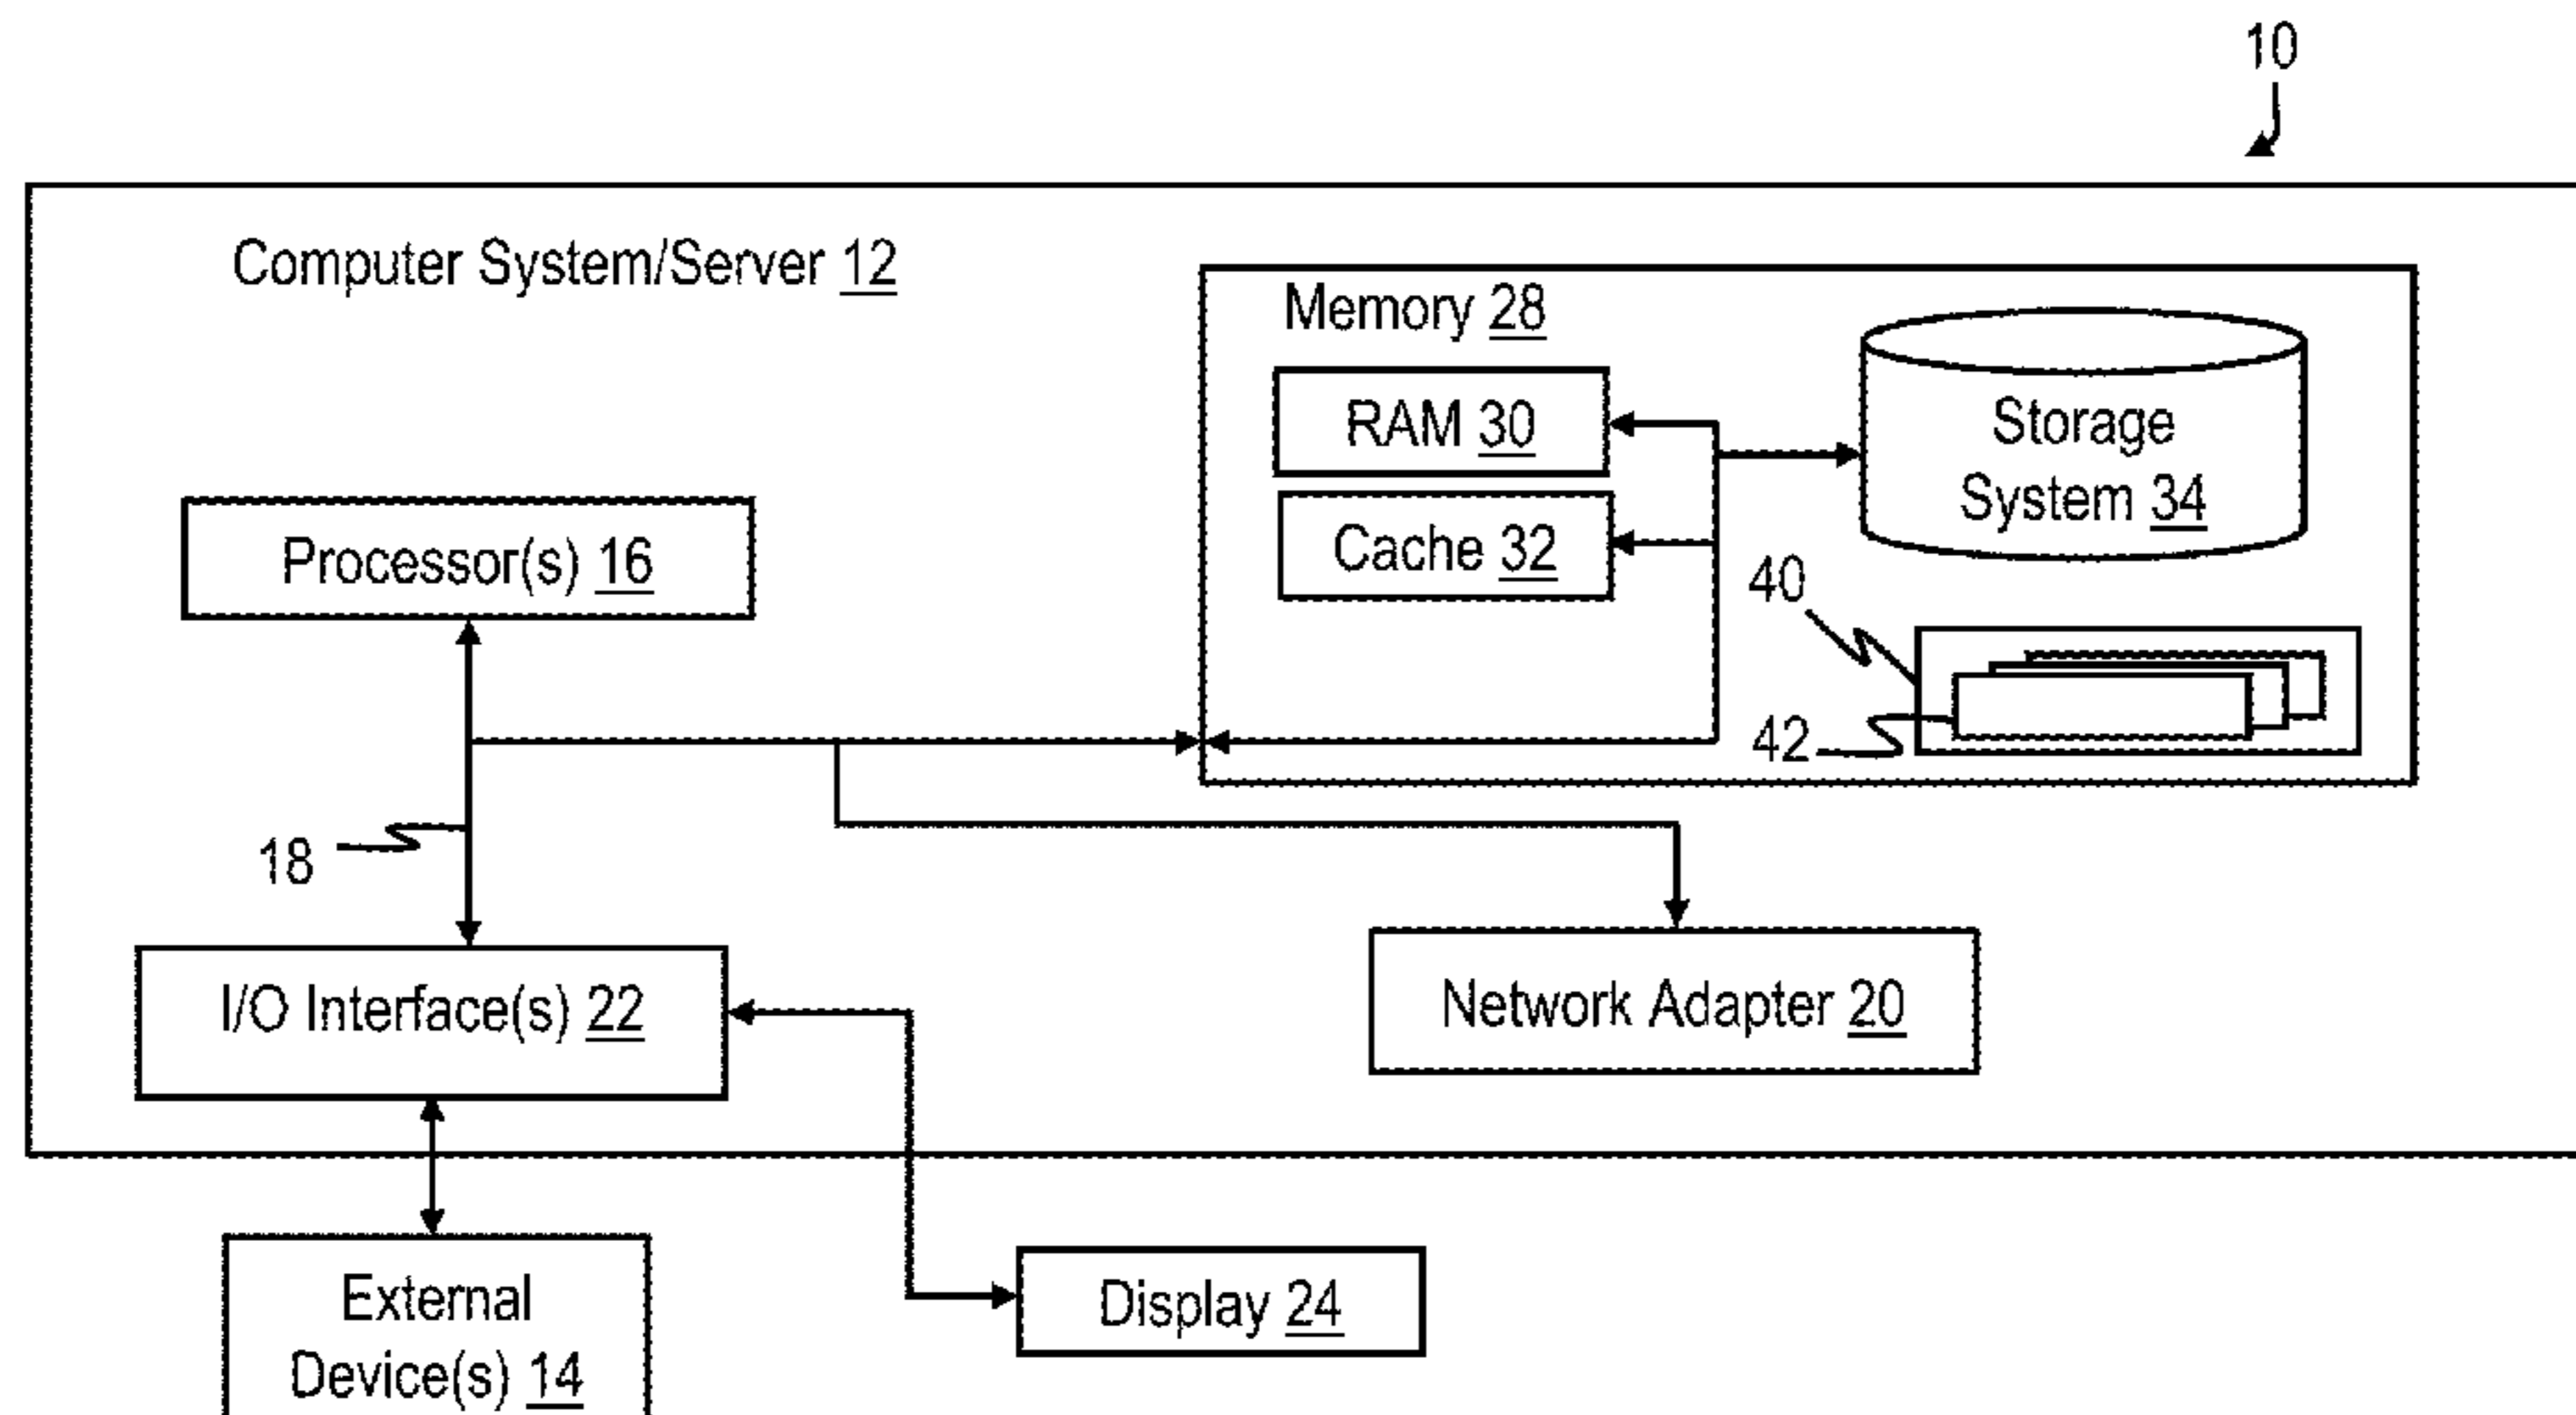 10
Computer System/Server 12
Memory 28
RAM 30
Storage
System 34
Cache 32
Processor(s) 16
40
42
18
I/O Interface(s) 22
Network Adapter 20
External
Device(s) 14
Display 24